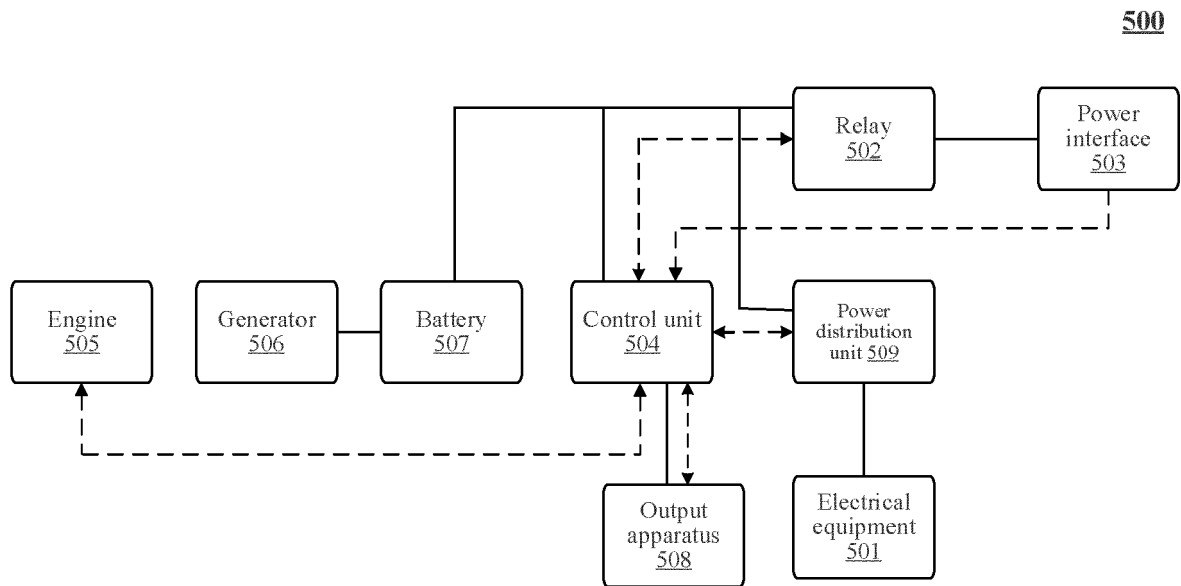 500
Relay
502
Power
interface
503
Engine
505
Generator
506
Battery
507
Control unit
504
Power
distribution
unit 509
Output
apparatus
508
Electrical
equipment
501